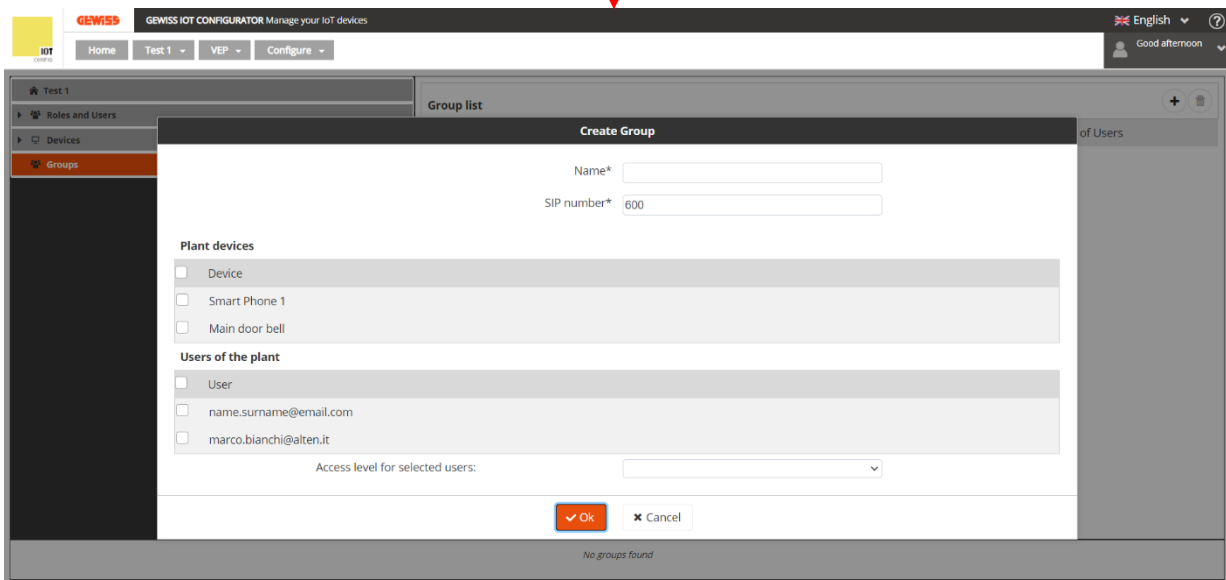 GEWISS GEWISS IOT CONFIGURATOR Manage your IoT devices English ?
IOT
CONFIG
Home Test 1 VEP Configure Good afternoon
Test 1
Roles and Users
Devices
Groups
Group list
of Users
Create Group
Name*
SIP number* 600
Plant devices
Device
Smart Phone 1
Main door bell
Users of the plant
User
name.surname@email.com
marco.bianchi@alten.it
Access level for selected users:
Ok Cancel
No groups found